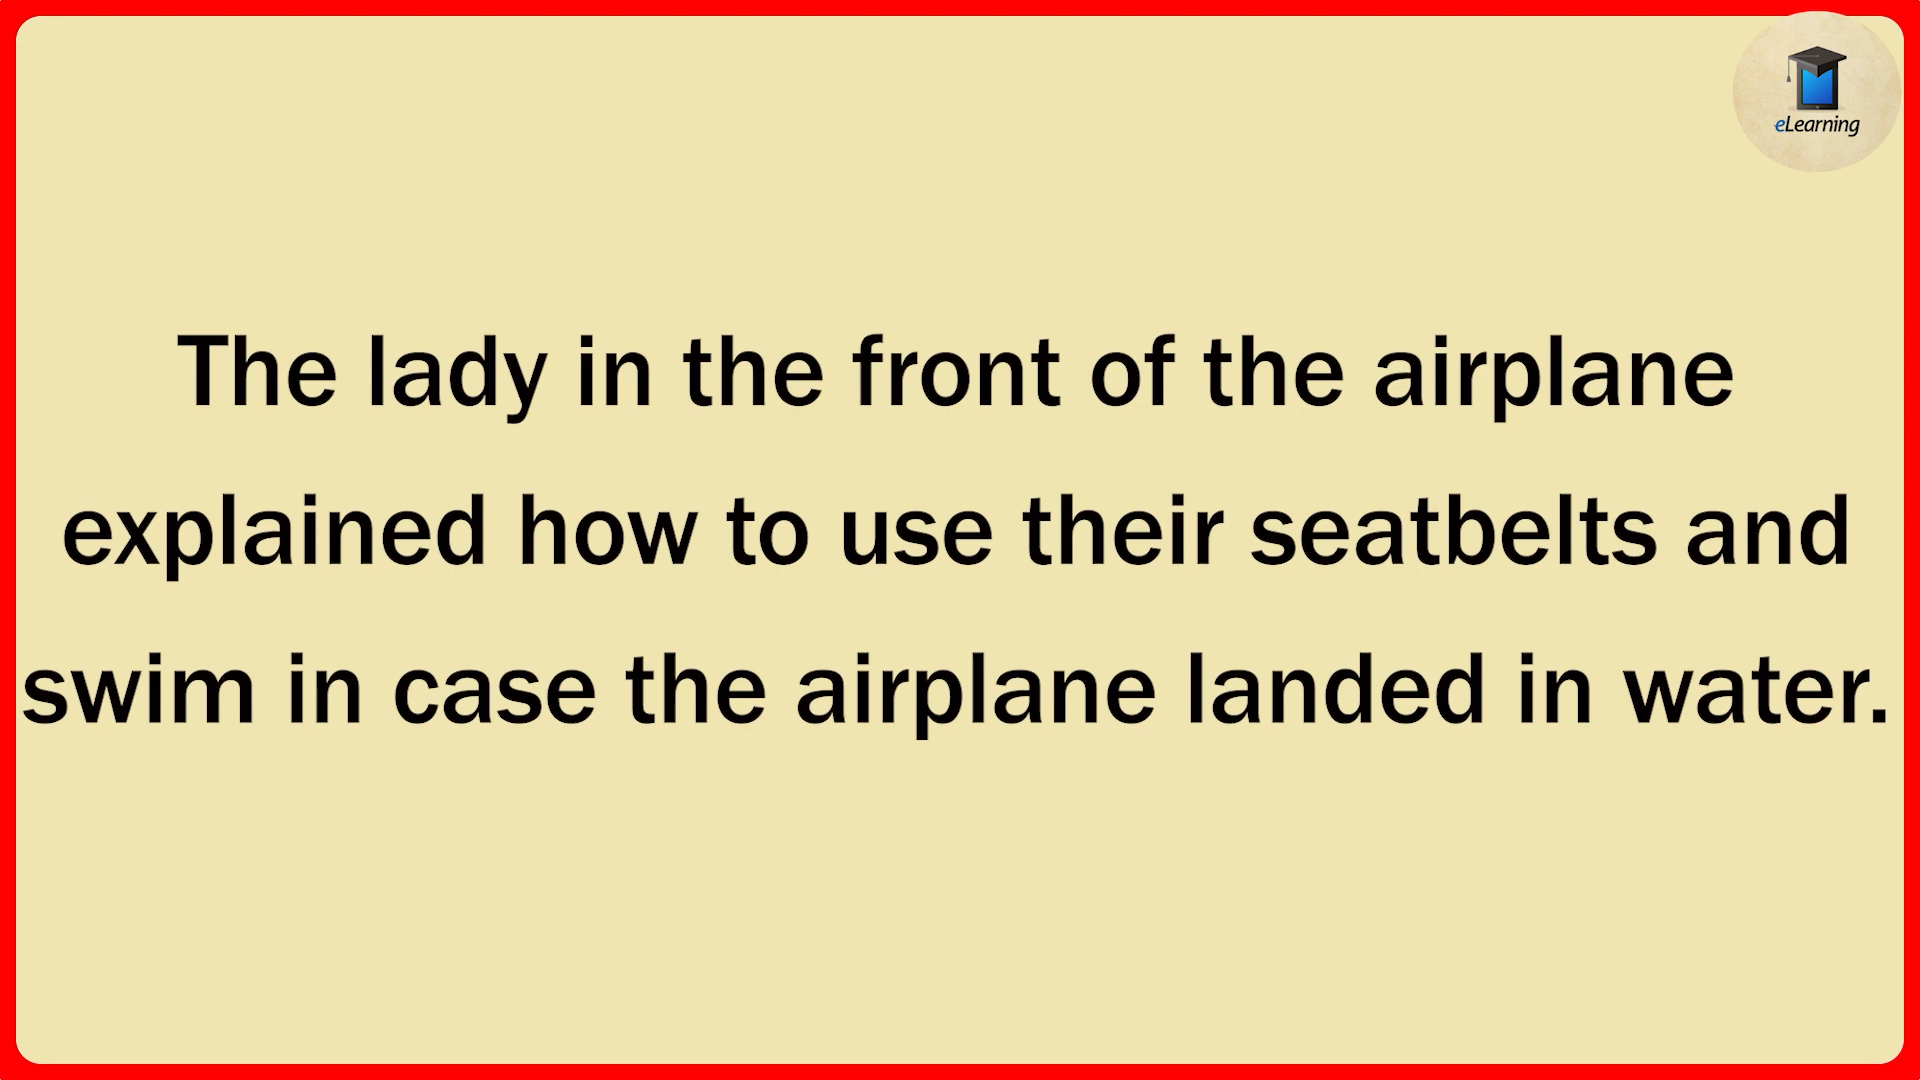 eLearning
The lady in the front of the airplane
explained how to use their seatbelts and
swim in case the airplane landed in water.